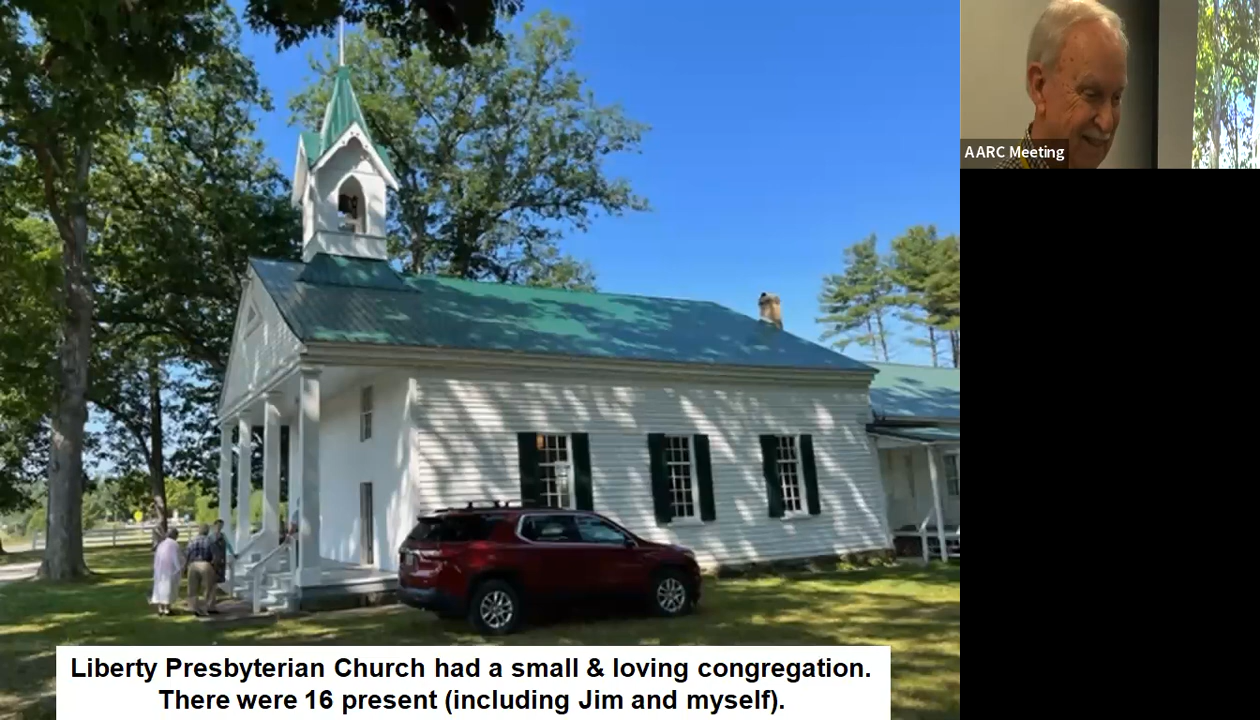 AARC Meeting
Liberty Presbyterian Church had a small & loving congregation.
There were 16 present (including Jim and myself).